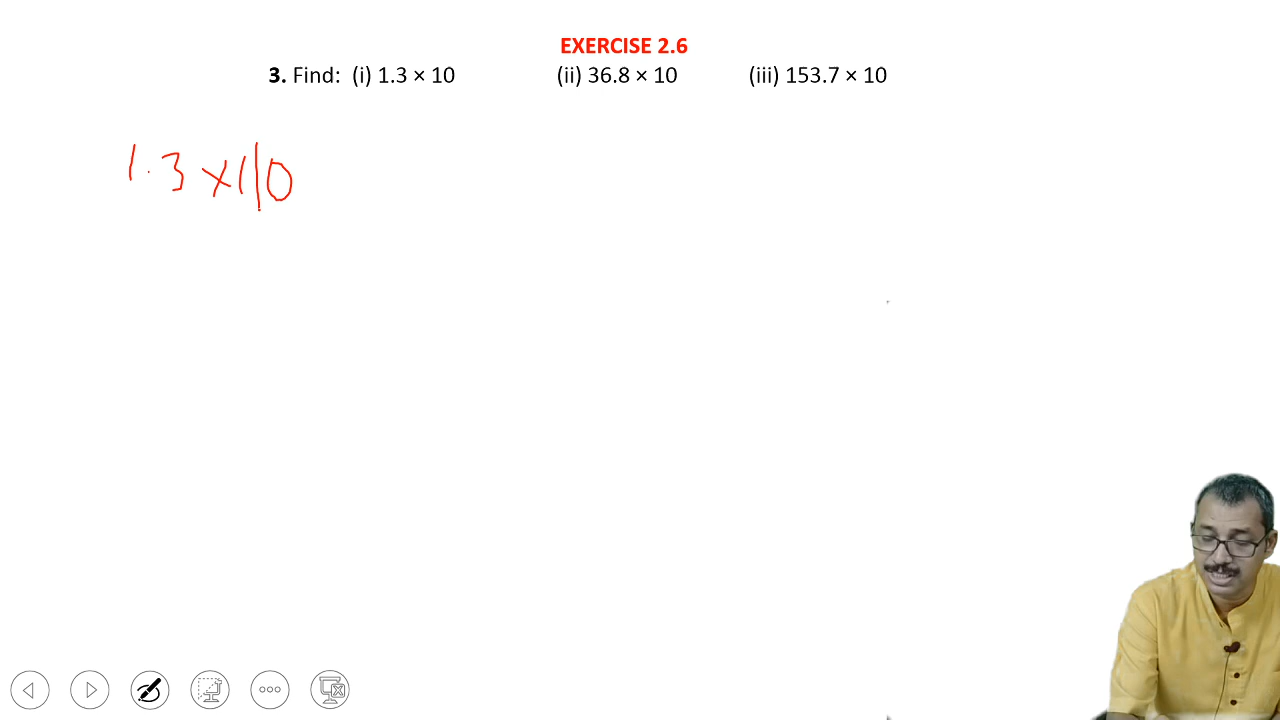 EXERCISE 2.6
3. Find: (i) 1.3 × 10 (ii) 36.8 × 10 (iii) 153.7 × 10
1.3 × 1|0